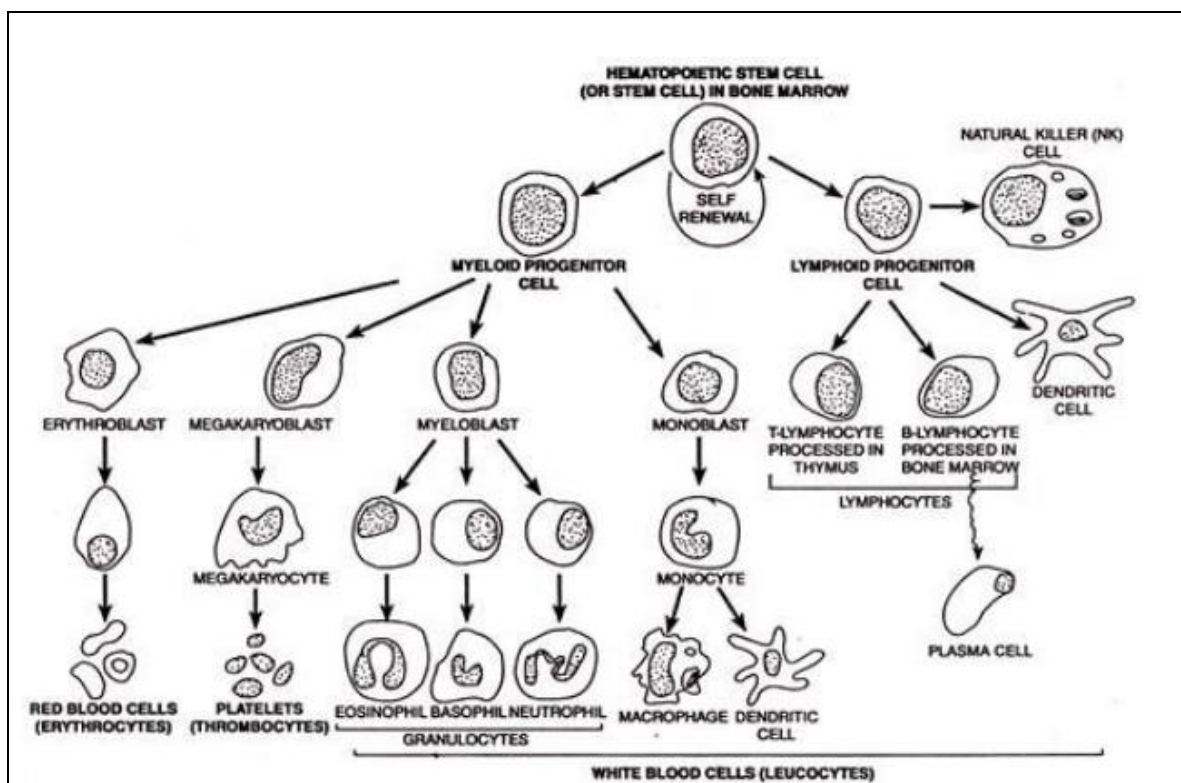 HEMATOPOIETIC STEM CELL
(OR STEM CELL) IN BONE MARROW
NATURAL KILLER (NK)
CELL
SELF
RENEWAL
MYELOID PROGENITOR
CELL
LYMPHOID PROGENITOR
CELL
ERYTHROBLAST
MEGAKARYOBLAST
MYELOBLAST
MONOBLAST
T-LYMPHOCYTE
PROCESSED IN
THYMUS
B-LYMPHOCYTE
PROCESSED IN
BONE MARROW
DENDRITIC
CELL
LYMPHOCYTES
MEGAKARYOCYTE
MONOCYTE
PLASMA CELL
RED BLOOD CELLS
(ERYTHROCYTES)
PLATELETS
(THROMBOCYTES)
EOSINOPHIL
BASOPHIL
NEUTROPHIL
MACROPHAGE
DENDRITIC
CELL
GRANULOCYTES
WHITE BLOOD CELLS (LEUCOCYTES)